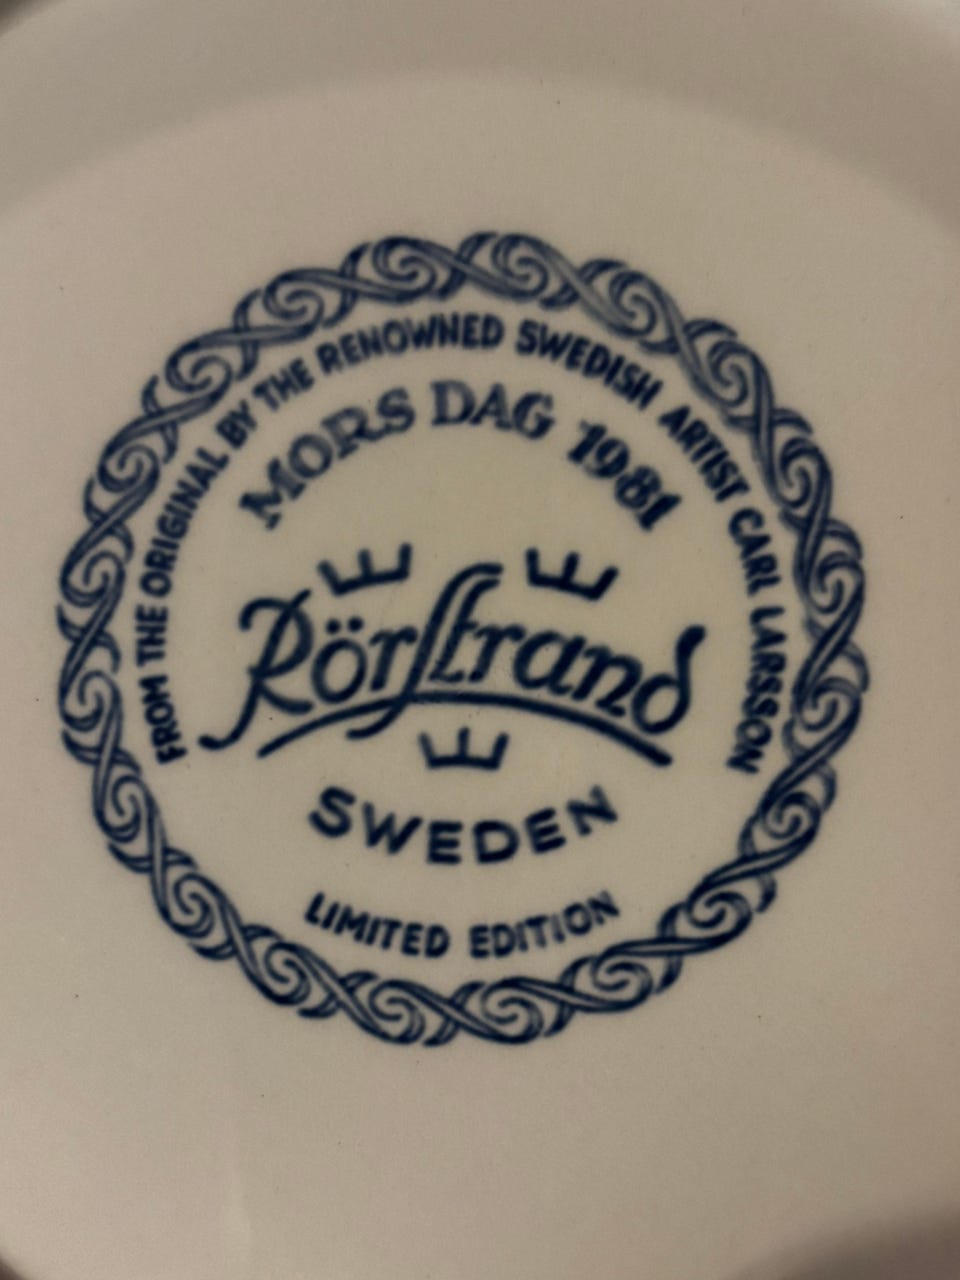 FROM THE ORIGINAL BY THE RENOWNED SWEDISH ARTIST CARL LARSSON
MORS DAG 1981
Rörstrand
SWEDEN
LIMITED EDITION